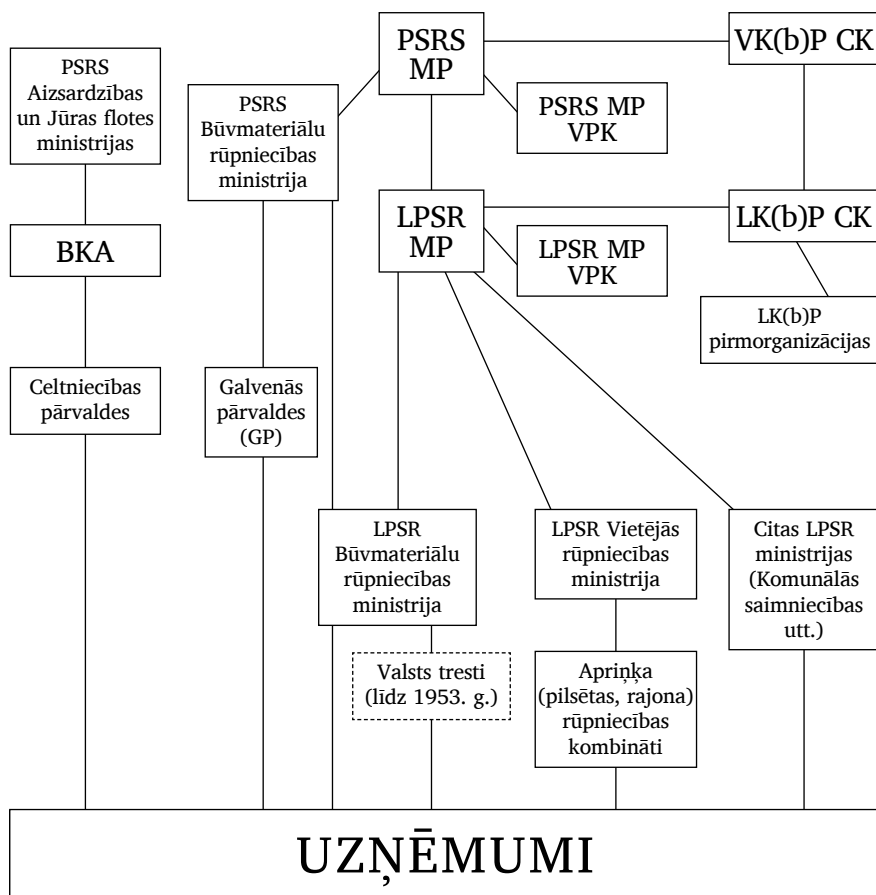 PSRS
Aizsardzības
un Jūras flotes
ministrijas
PSRS
Būvmateriālu
rūpniecības
ministrija
PSRS
MP
VK(b)P CK
PSRS MP
VPK
BKA
LPSR
MP
LK(b)P CK
LPSR MP
VPK
LK(b)P
pirmorganizācijas
Celtniecības
pārvaldes
Galvenās
pārvaldes
(GP)
LPSR
Būvmateriālu
rūpniecības
ministrija
LPSR Vietējās
rūpniecības
ministrija
Citas LPSR
ministrijas
(Komunālās
saimniecības
utt.)
Valsts tresti
(līdz 1953. g.)
Apriņķa
(pilsētas, rajona)
rūpniecības
kombināti
UZŅĒMUMI